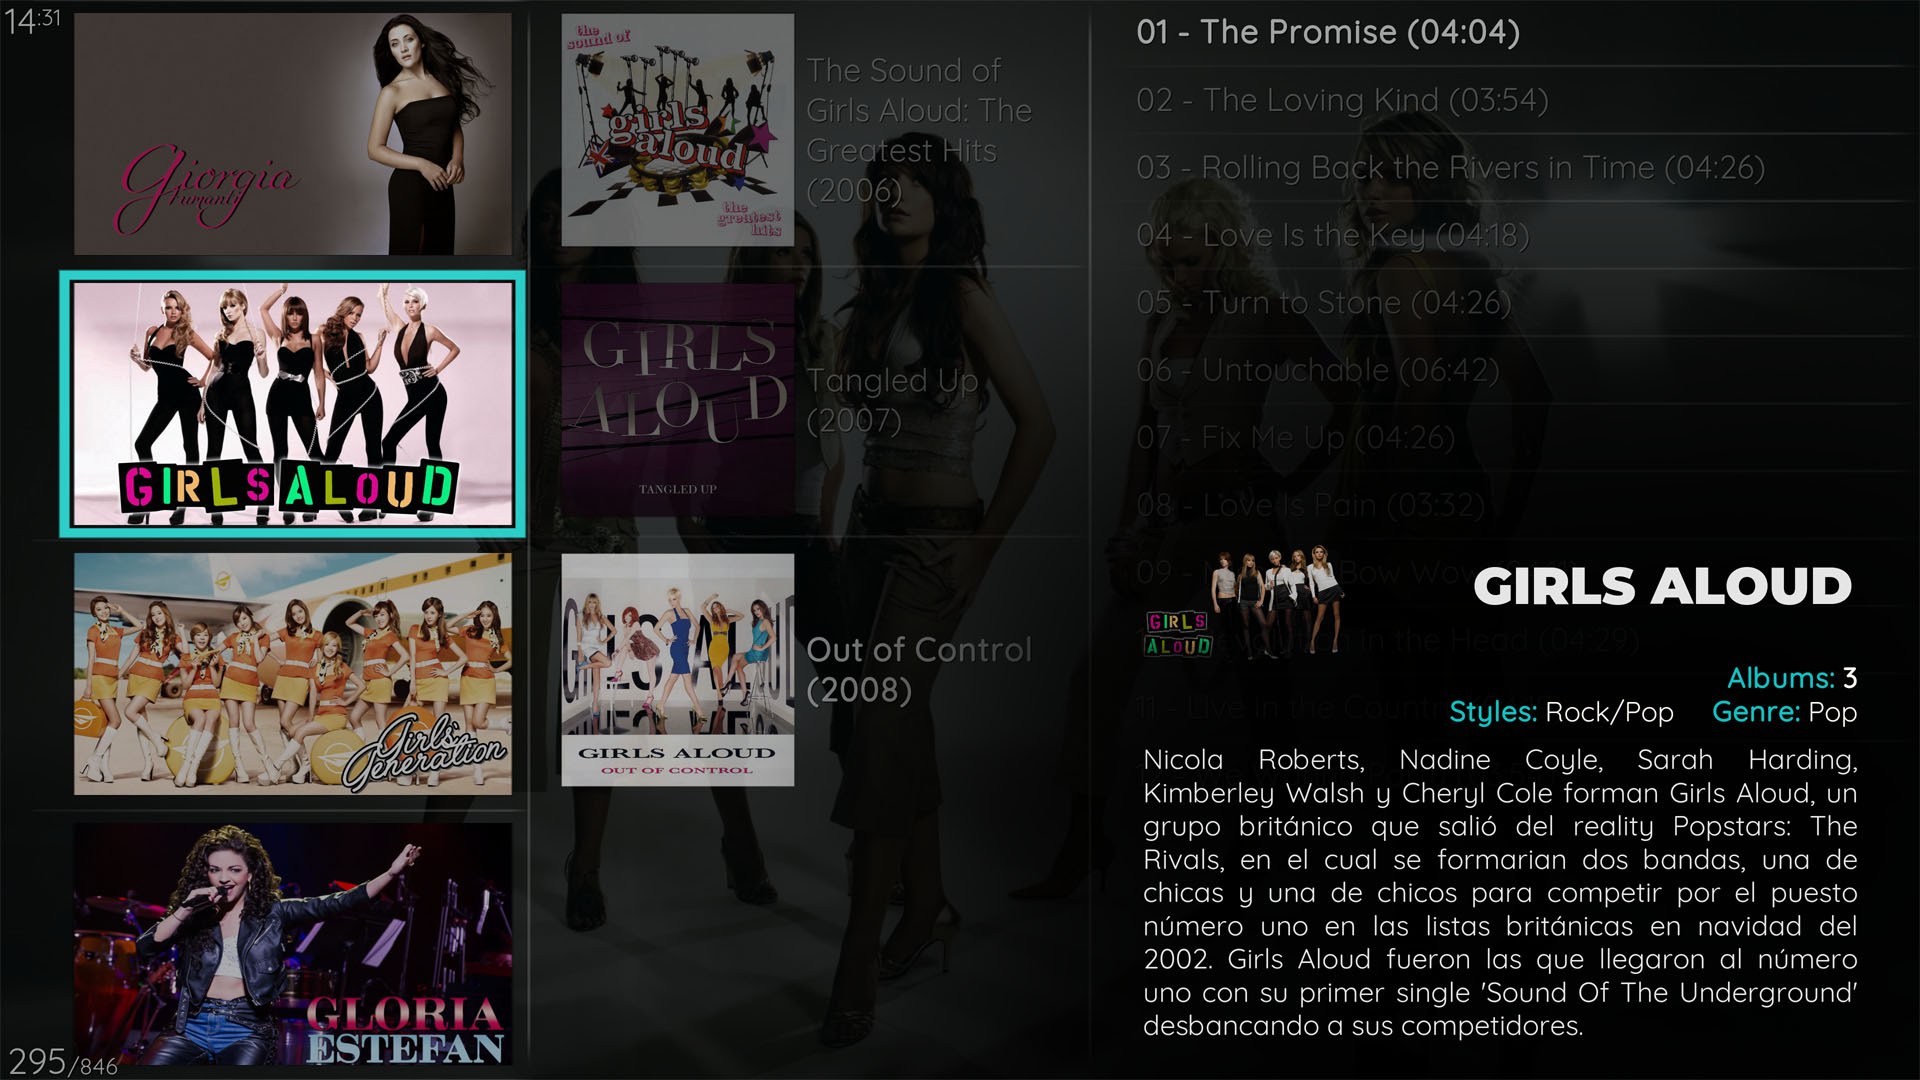 14:31
Giorgia
GIRLS ALOUD
Girls'
Generation
GLORIA
ESTEFAN
295/846
the
sound of
girls
aloud
the
greatest
hits
The Sound of
Girls Aloud: The
Greatest Hits
(2006)
GIRLS
ALOUD
TANGLED UP
Tangled Up
(2007)
GIRLS ALOUD
OUT OF CONTROL
Out of Control
(2008)
01 - The Promise (04:04)
02 - The Loving Kind (03:54)
03 - Rolling Back the Rivers in Time (04:26)
04 - Love Is the Key (04:18)
05 - Turn to Stone (04:26)
06 - Untouchable (06:42)
07 - Fix Me Up (04:26)
08 - Love Is Pain (03:32)
09 - Bow Wow
in the Head (04:29)
11 - Live in the Country
GIRLS
ALOUD
GIRLS ALOUD
Albums: 3
Styles: Rock/Pop Genre: Pop
Nicola Roberts, Nadine Coyle, Sarah Harding,
Kimberley Walsh y Cheryl Cole forman Girls Aloud, un
grupo británico que salió del reality Popstars: The
Rivals, en el cual se formarian dos bandas, una de
chicas y una de chicos para competir por el puesto
número uno en las listas británicas en navidad del
2002. Girls Aloud fueron las que llegaron al número
uno con su primer single 'Sound Of The Underground'
desbancando a sus competidores.